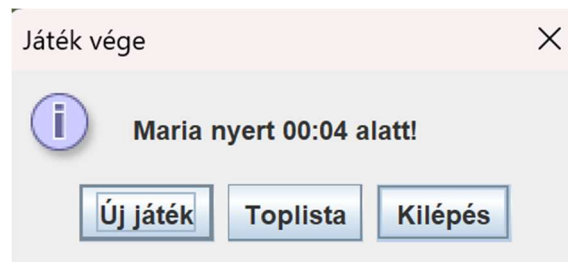 Játék vége
Maria nyert 00:04 alatt!
Új játék Toplista Kilépés